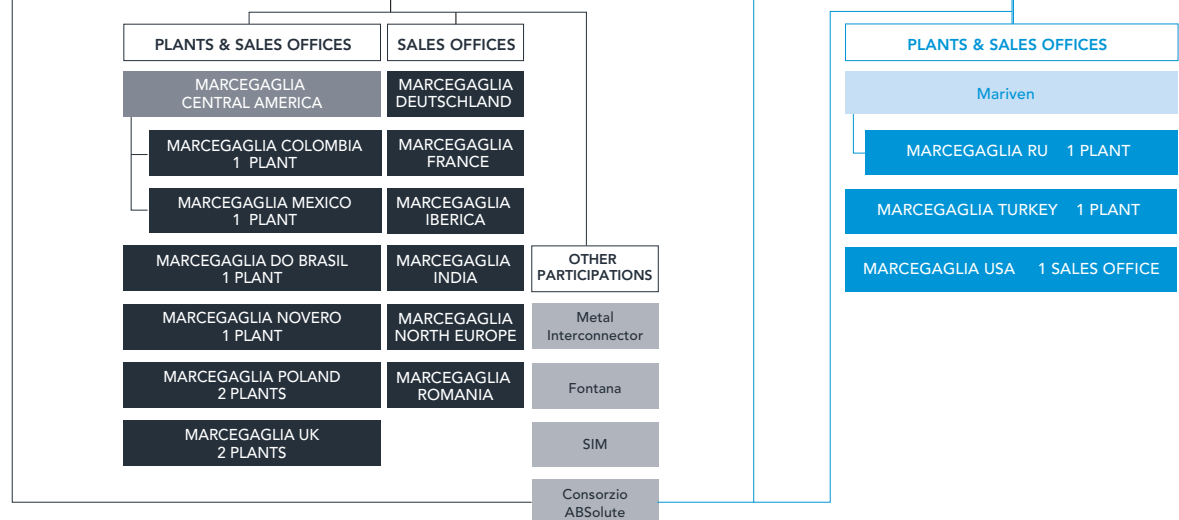 PLANTS & SALES OFFICES
MARCEGAGLIA
CENTRAL AMERICA
MARCEGAGLIA COLOMBIA
1 PLANT
MARCEGAGLIA MEXICO
1 PLANT
MARCEGAGLIA DO BRASIL
1 PLANT
MARCEGAGLIA NOVERO
1 PLANT
MARCEGAGLIA POLAND
2 PLANTS
MARCEGAGLIA UK
2 PLANTS
SALES OFFICES
MARCEGAGLIA
DEUTSCHLAND
MARCEGAGLIA
FRANCE
MARCEGAGLIA
IBERICA
MARCEGAGLIA
INDIA
MARCEGAGLIA
NORTH EUROPE
MARCEGAGLIA
ROMANIA
OTHER
PARTICIPATIONS
Metal
Interconnector
Fontana
SIM
Consorzio
ABSolute
PLANTS & SALES OFFICES
Mariven
MARCEGAGLIA RU 1 PLANT
MARCEGAGLIA TURKEY 1 PLANT
MARCEGAGLIA USA 1 SALES OFFICE